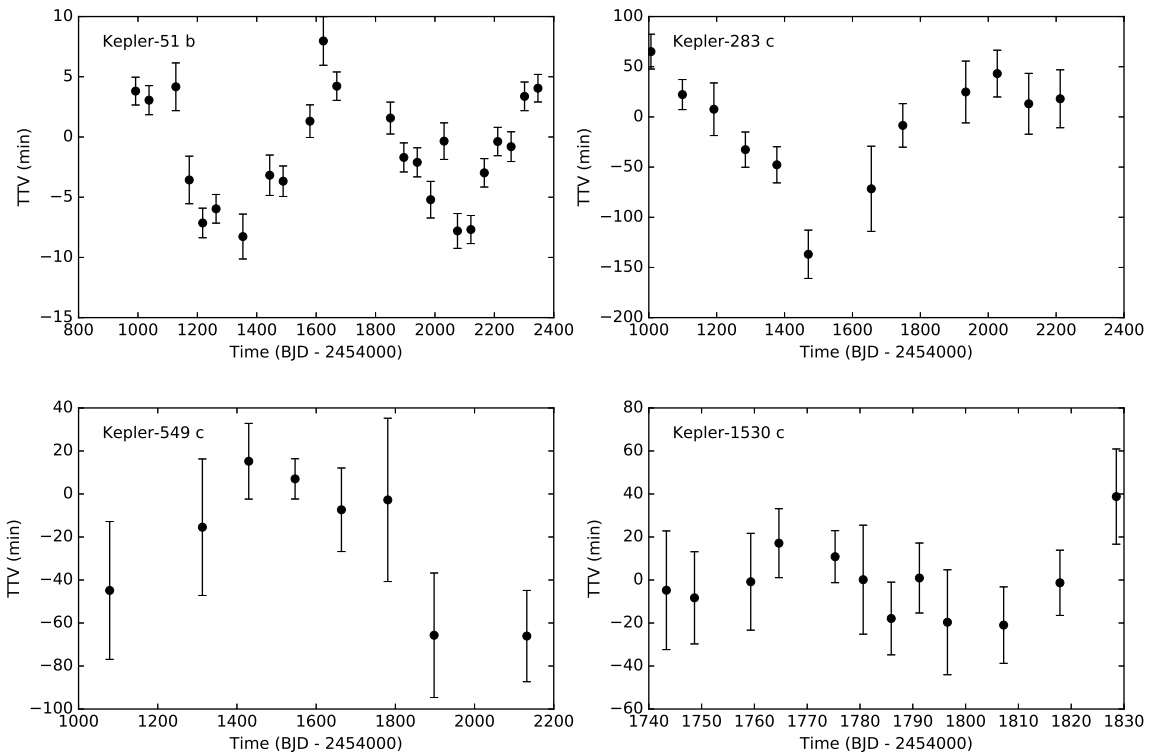 Kepler-51 b
TTV (min)
10
5
0
−5
−10
−15
800 1000 1200 1400 1600 1800 2000 2200 2400
Time (BJD - 2454000)
Kepler-283 c
TTV (min)
100
50
0
−50
−100
−150
−200
1000 1200 1400 1600 1800 2000 2200 2400
Time (BJD - 2454000)
Kepler-549 c
TTV (min)
40
20
0
−20
−40
−60
−80
−100
1000 1200 1400 1600 1800 2000 2200
Time (BJD - 2454000)
Kepler-1530 c
TTV (min)
80
60
40
20
0
−20
−40
−60
1740 1750 1760 1770 1780 1790 1800 1810 1820 1830
Time (BJD - 2454000)